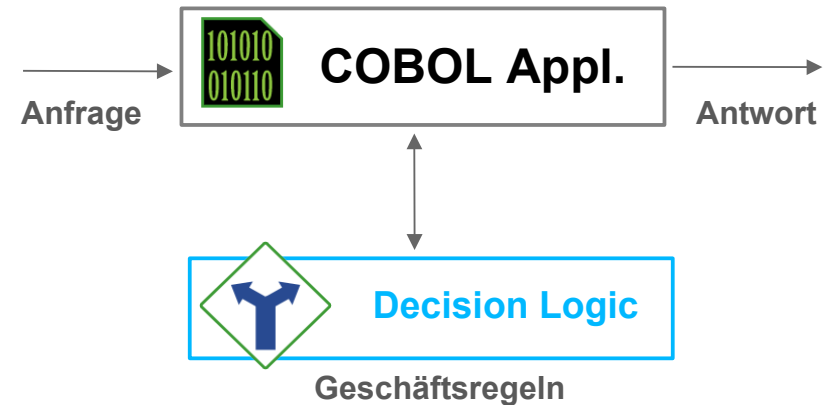 101010
010110
COBOL Appl.
Anfrage
Antwort
Decision Logic
Geschäftsregeln